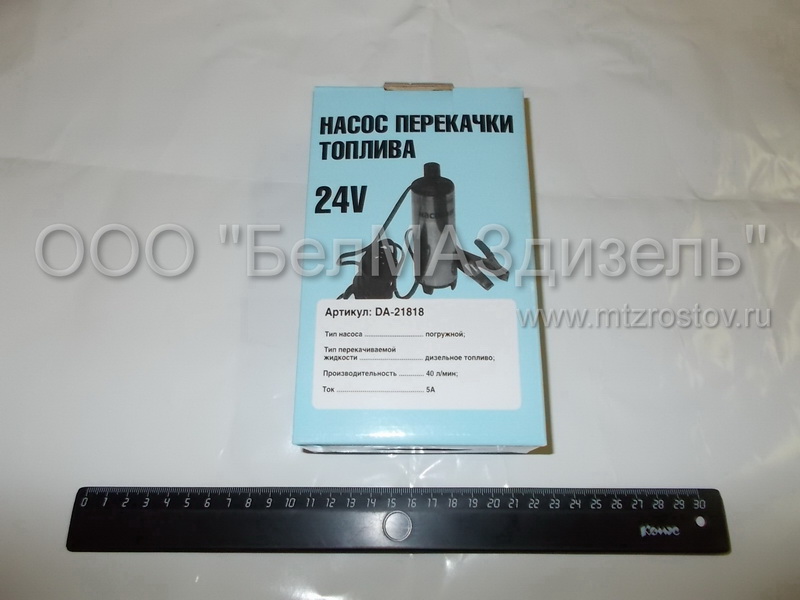 НАСОС ПЕРЕКАЧКИ
ТОПЛИВА
24V
ООО "БелМАЗдизель"
Артикул: DA-21818
www.mtzrostov.ru
Тип насоса ........................ погружной;
Тип перекачиваемой
жидкости ........................ дизельное топливо;
Производительность ............ 40 л/мин;
Ток .................................. 5А
0 1 2 3 4 5 6 7 8 9 10 11 12 13 14 15 16 17 18 19 20 21 22 23 24 25 26 27 28 29 30
Комус